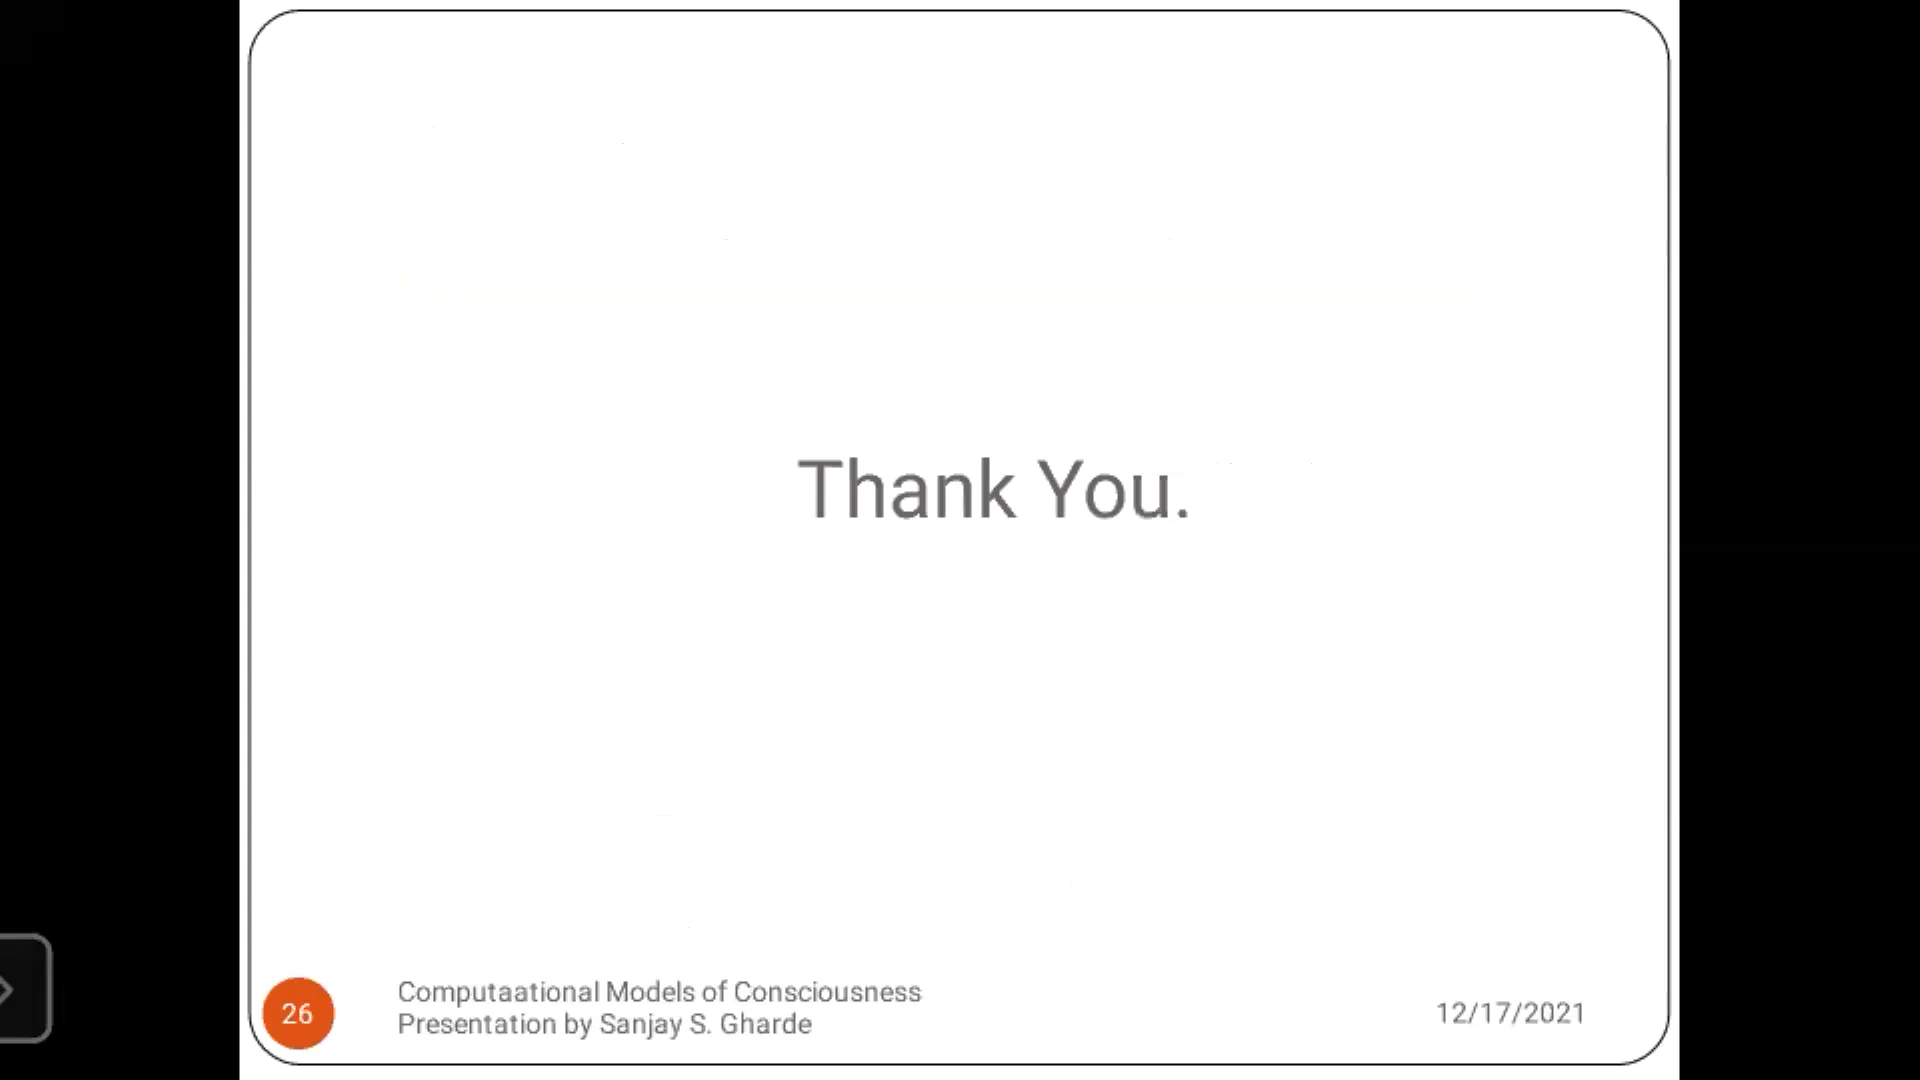 Thank You.
26
Computaational Models of Consciousness
Presentation by Sanjay S. Gharde
12/17/2021